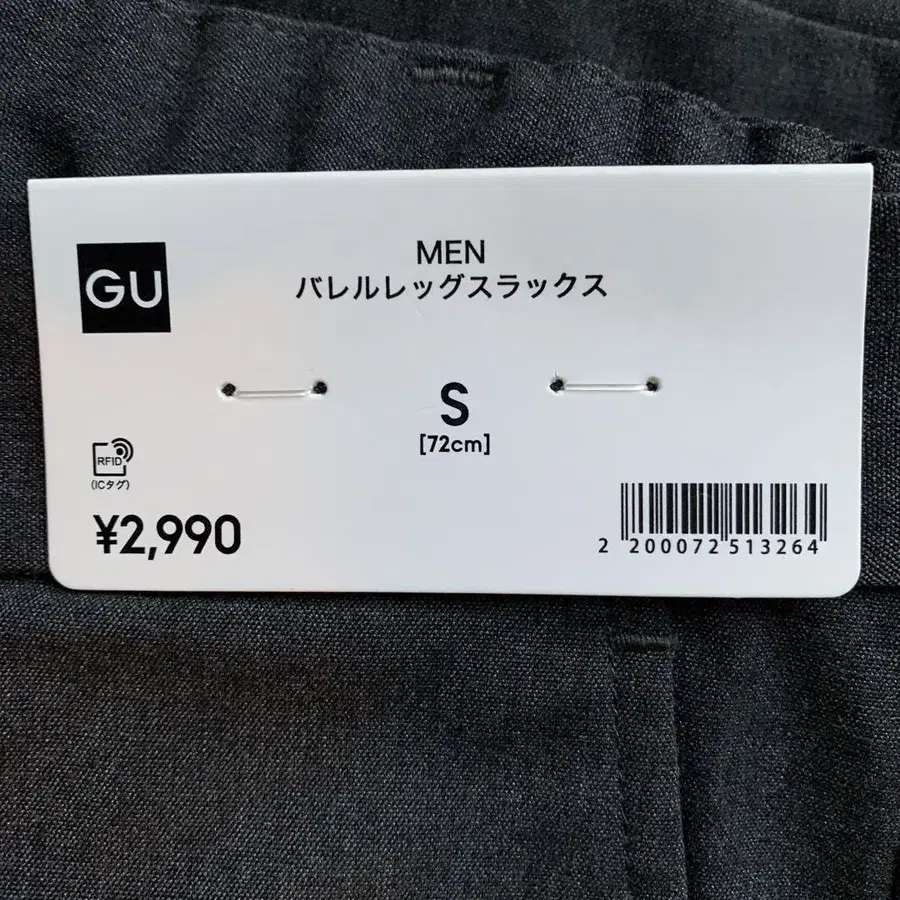 GU
MEN
バレルレッグスラックス
S
[72cm]
RFID
(ICタグ)
¥2,990
2 200072 513264